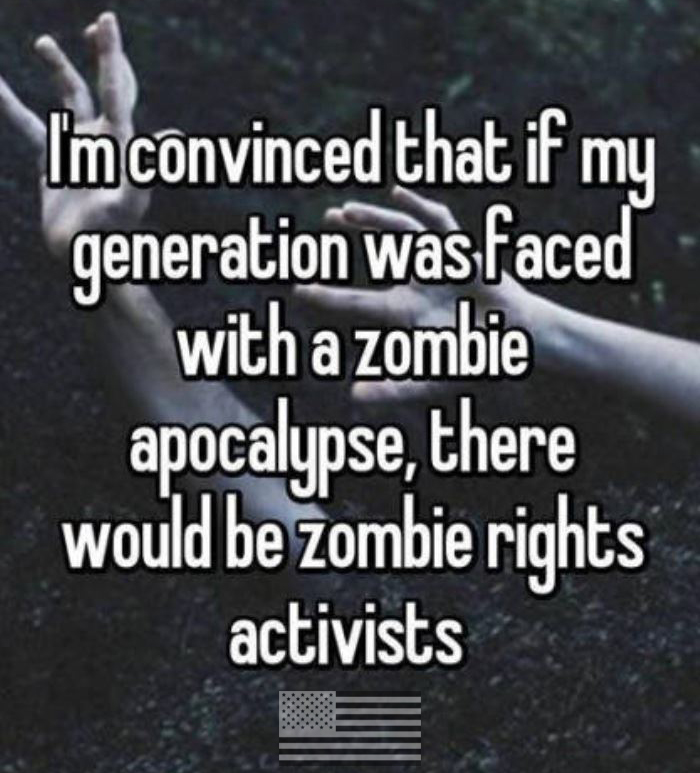 I'm convinced that if my
generation was faced
with a zombie
apocalypse, there
would be zombie rights
activists